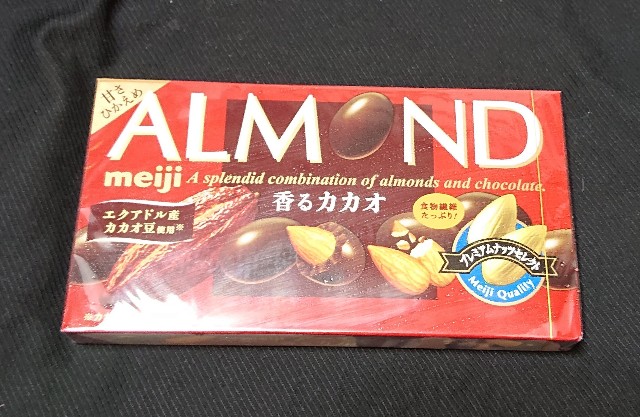 甘さ
ひかえめ
ALMOND
meiji
A splendid combination of almonds and chocolate.
香るカカオ
エクアドル産
カカオ豆使用※
食物繊維
たっぷり!
プレミアムナッツセレクト
Meiji Quality